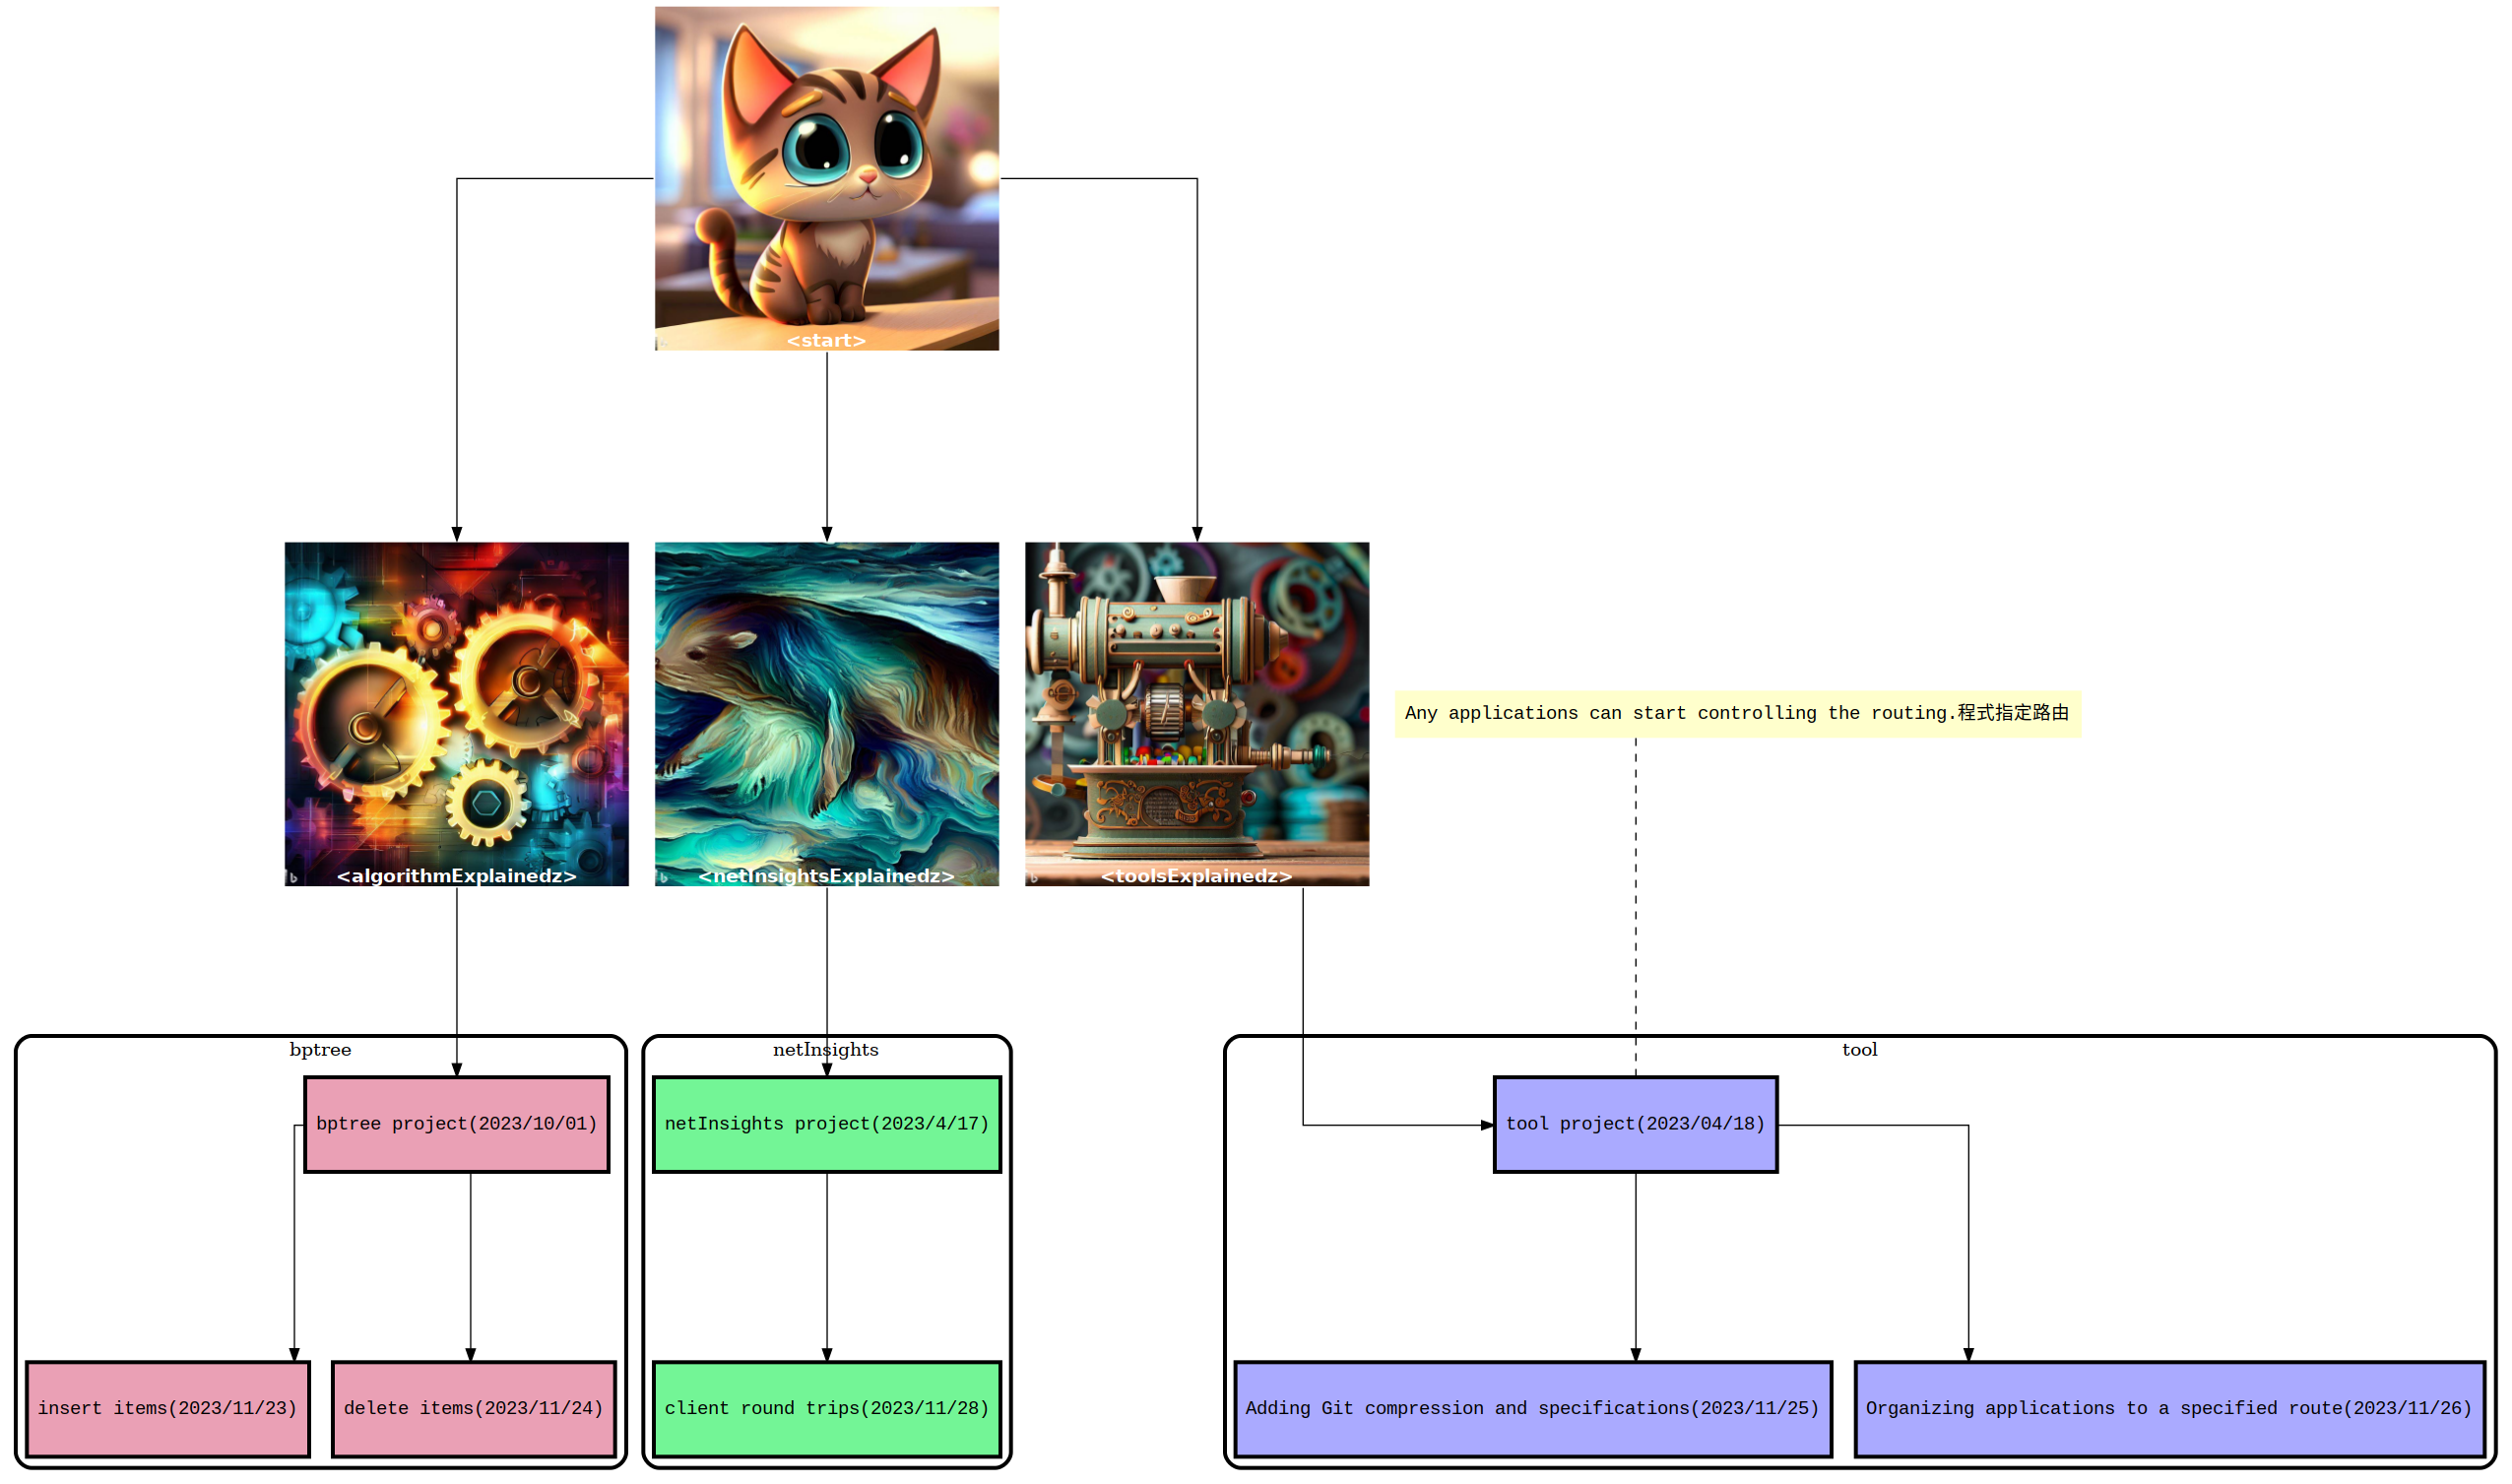 <start>
<algorithmExplainedz>
<netInsightsExplainedz>
<toolsExplainedz>
Any applications can start controlling the routing.程式指定路由
bptree
netInsights
tool
bptree project(2023/10/01)
netInsights project(2023/4/17)
tool project(2023/04/18)
insert items(2023/11/23)
delete items(2023/11/24)
client round trips(2023/11/28)
Adding Git compression and specifications(2023/11/25)
Organizing applications to a specified route(2023/11/26)